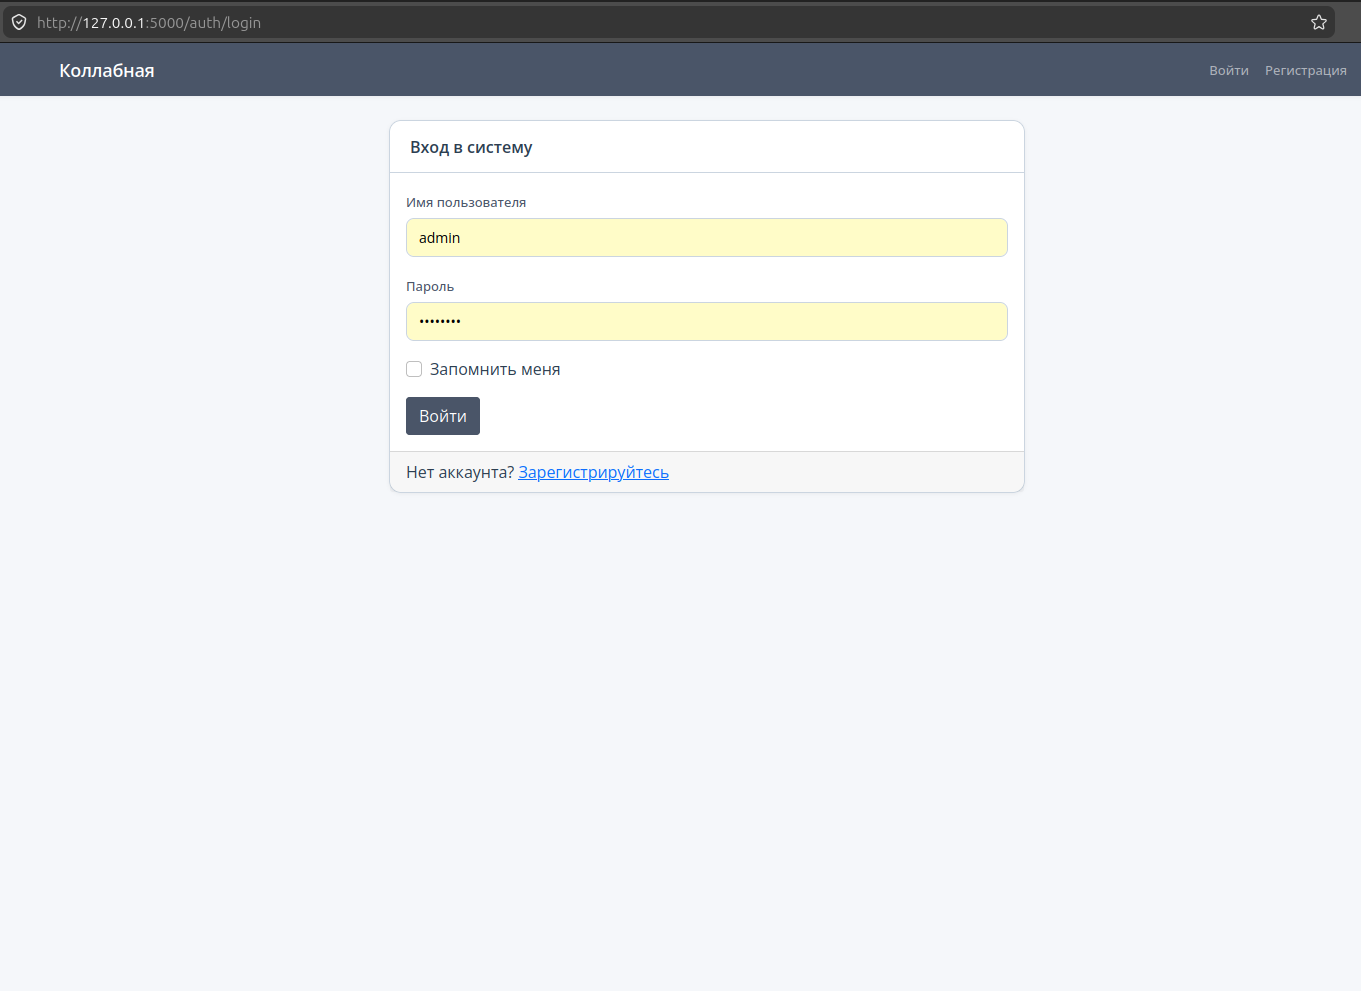 http://127.0.0.1:5000/auth/login
Коллабная
Войти Регистрация
Вход в систему
Имя пользователя
admin
Пароль
••••••••
Запомнить меня
Войти
Нет аккаунта? Зарегистрируйтесь